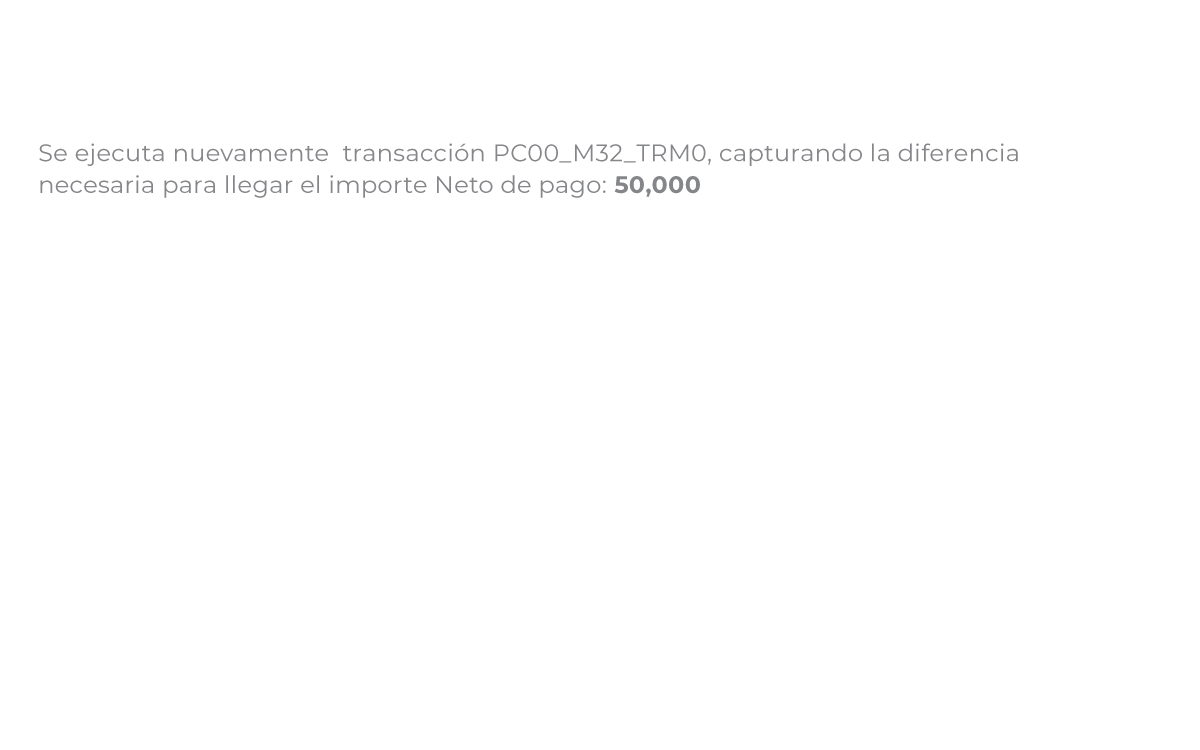 Se ejecuta nuevamente  transacción PC00_M32_TRM0, capturando la diferencia
necesaria para llegar el importe Neto de pago: 50,000